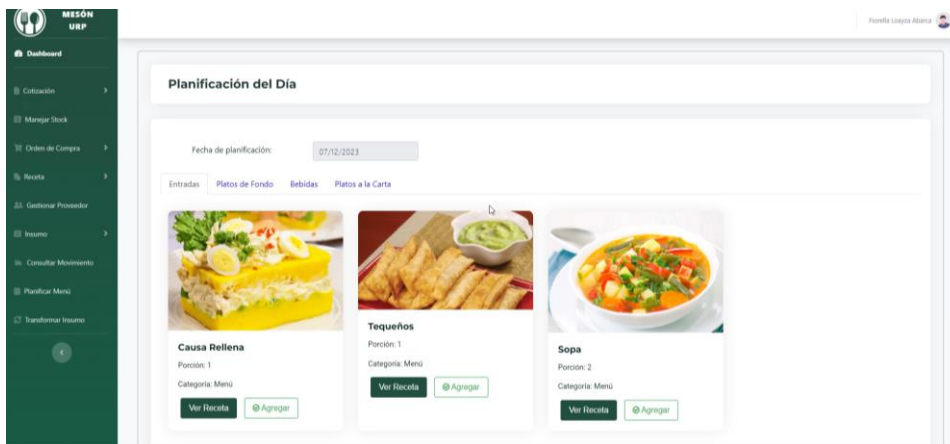 MESÓN
URP
Fiorella Loayza Abarca
Dashboard
Cotización
Manejar Stock
Orden de Compra
Receta
Gestionar Proveedor
Insumo
Consultar Movimiento
Planificar Menú
Transformar Insumo
Planificación del Día
Fecha de planificación: 07/12/2023
Entradas Platos de Fondo Bebidas Platos a la Carta
Causa Rellena
Porción: 1
Categoría: Menú
Ver Receta Agregar
Tequeños
Porción: 1
Categoría: Menú
Ver Receta Agregar
Sopa
Porción: 2
Categoría: Menú
Ver Receta Agregar